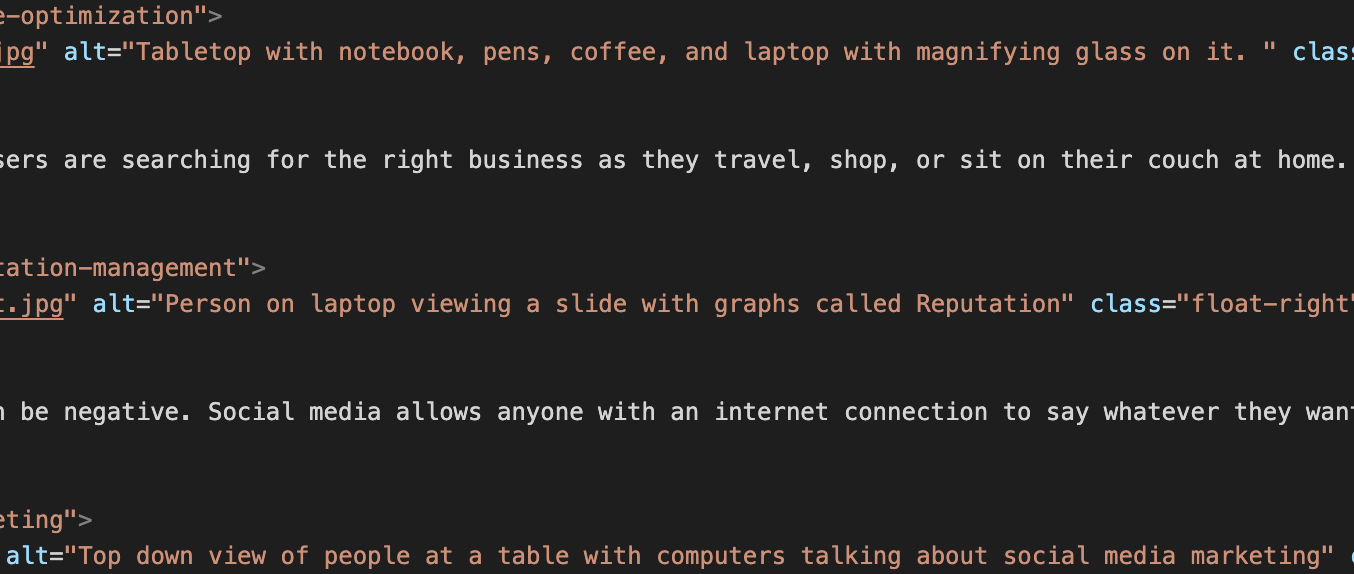 e-optimization">
jpg" alt="Tabletop with notebook, pens, coffee, and laptop with magnifying glass on it. " clas
sers are searching for the right business as they travel, shop, or sit on their couch at home.
tation-management">
t.jpg" alt="Person on laptop viewing a slide with graphs called Reputation" class="float-right"
n be negative. Social media allows anyone with an internet connection to say whatever they want
eting">
alt="Top down view of people at a table with computers talking about social media marketing"